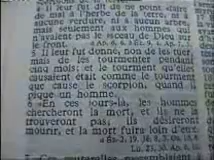 4 Il leur fut dit de ne point faire de
mal à l'herbe de la terre, ni à
aucune verdure, ni à aucun arbre,
mais seulement aux hommes qui
n'avaient pas le sceau de Dieu sur
le front.
5 Il leur fut donné, non de les tuer,
mais de les tourmenter pendant
cinq mois; et le tourment qu'elles
causaient était comme le tourment
que cause le scorpion, quand il
pique un homme.
6 En ces jours-là, les hommes
chercheront la mort, et ils ne la
trouveront pas; ils désireront
mourir, et la mort fuira loin d'eux.